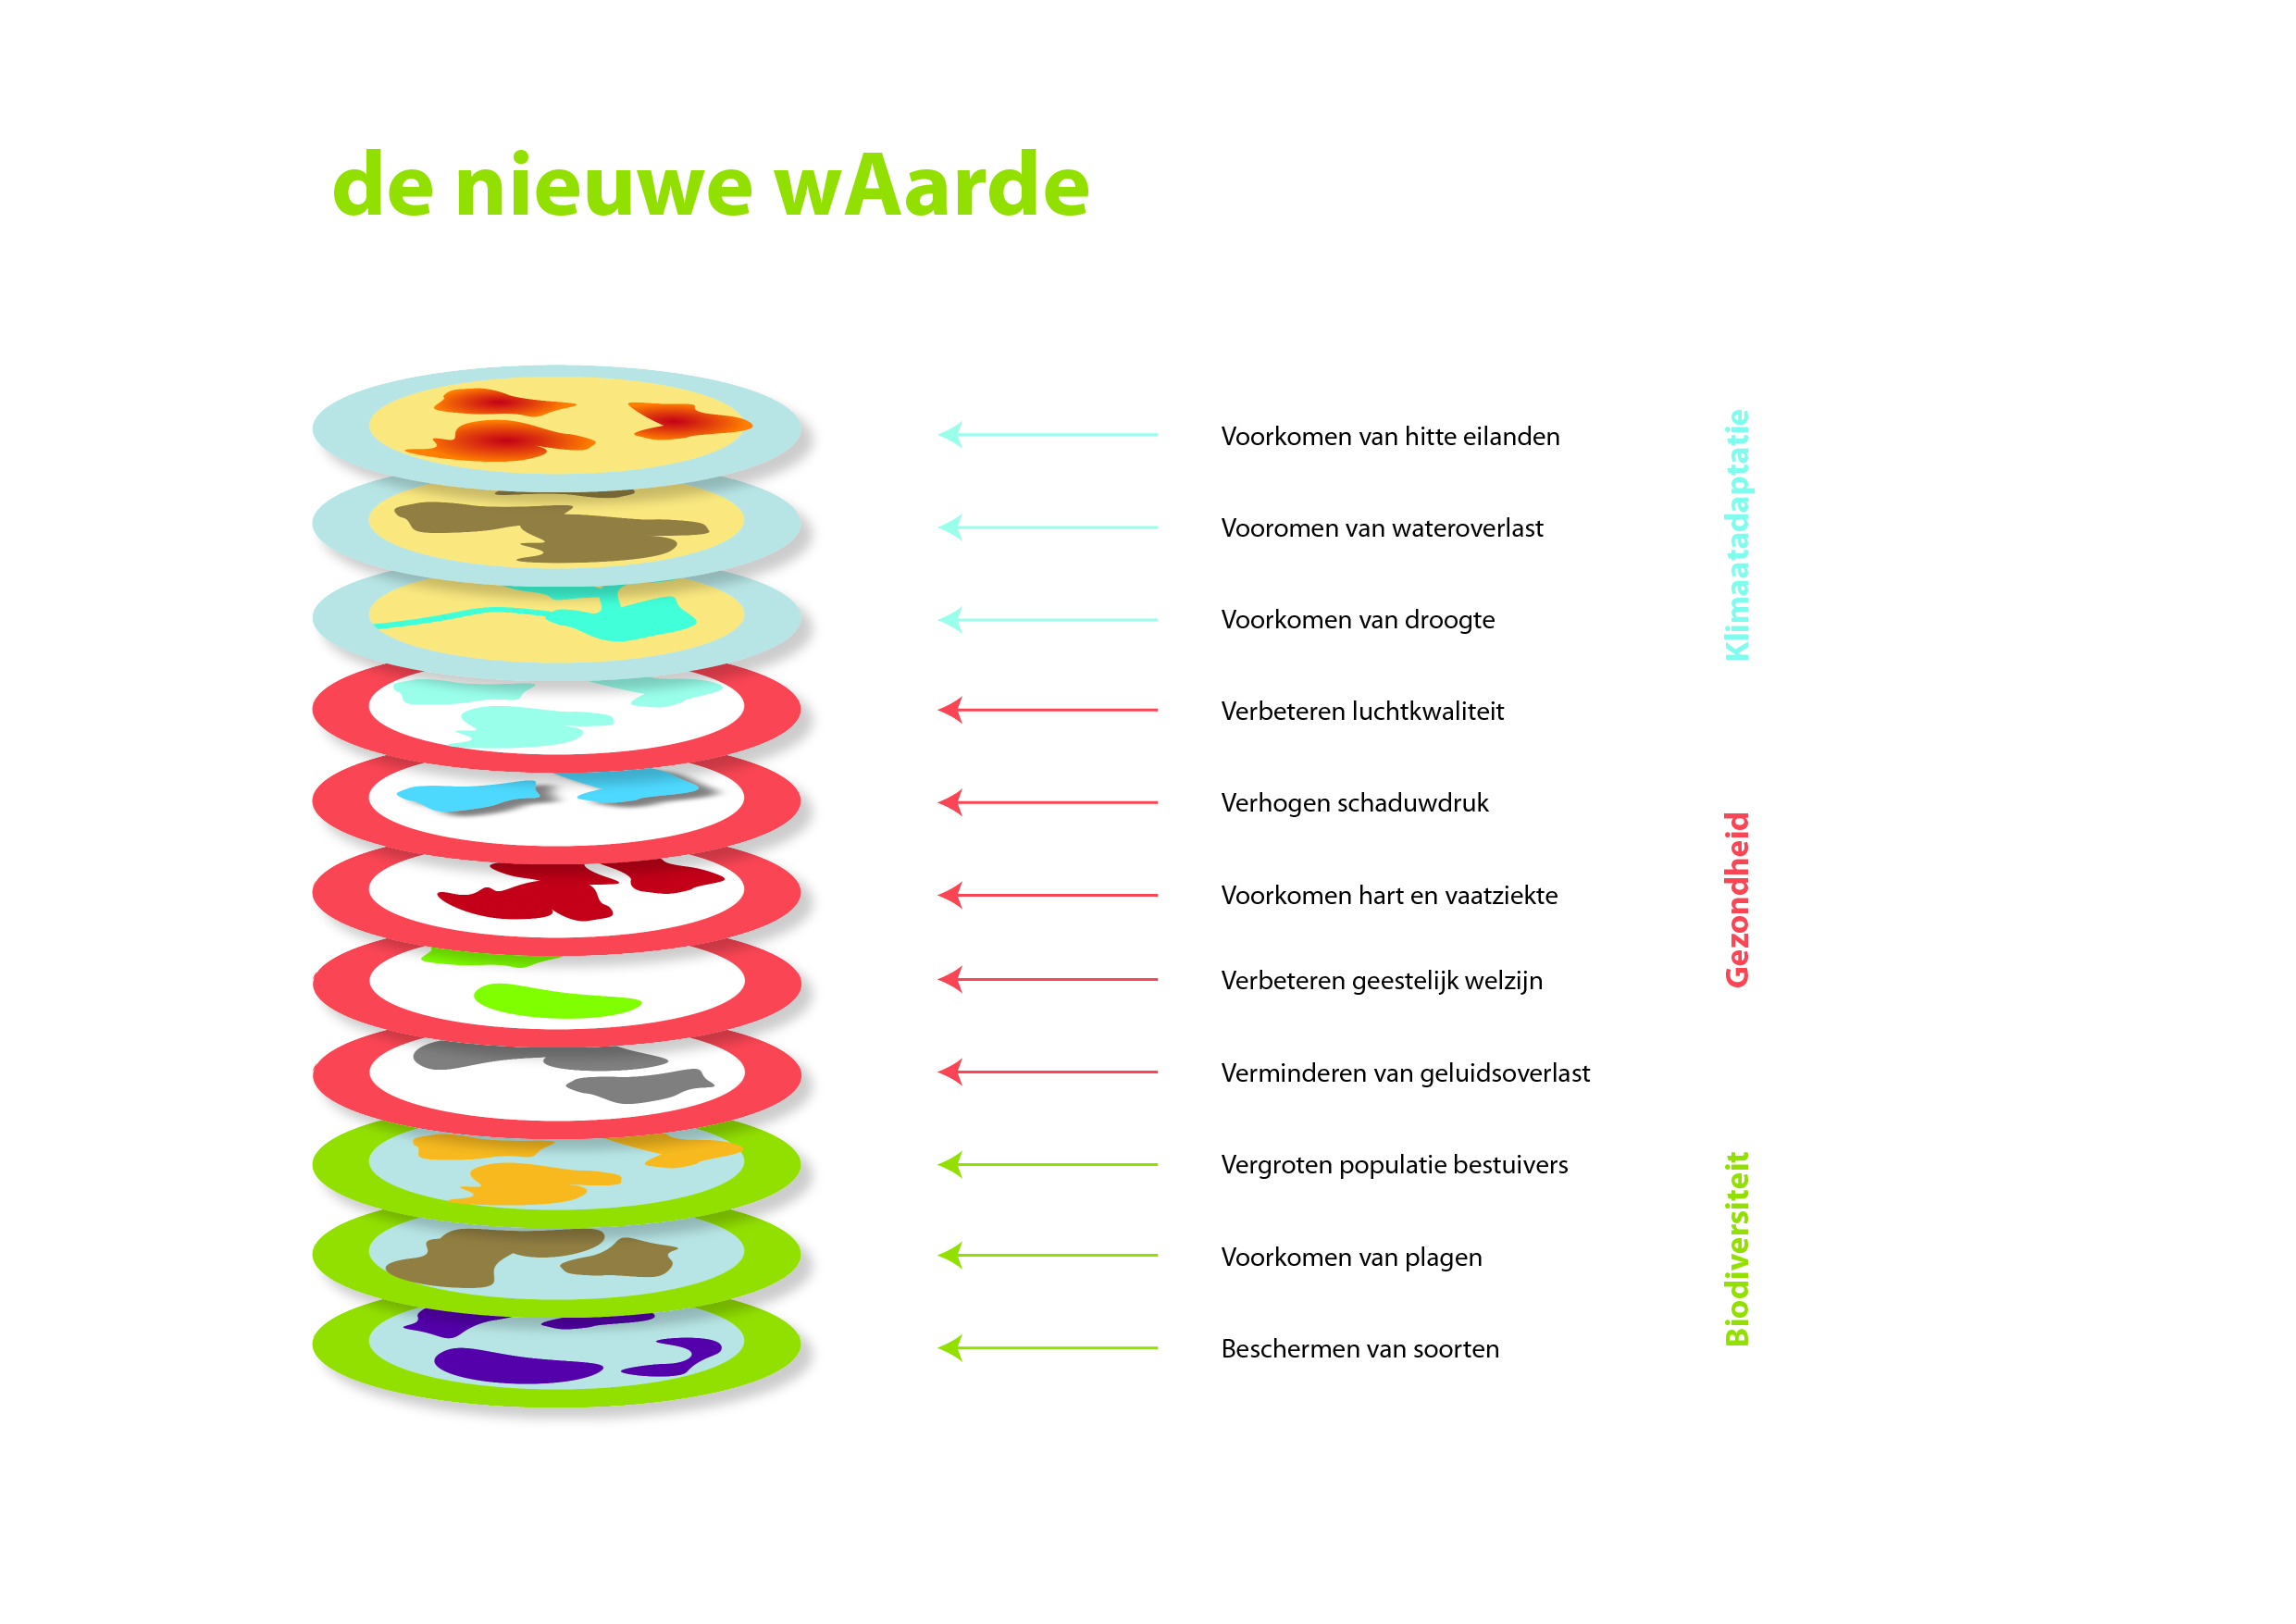 de nieuwe wAarde
Voorkomen van hitte eilanden
Vooromen van wateroverlast
Voorkomen van droogte
Klimaatadaptatie
Verbeteren luchtkwaliteit
Verhogen schaduwdruk
Voorkomen hart en vaatziekte
Verbeteren geestelijk welzijn
Verminderen van geluidsoverlast
Gezondheid
Vergroten populatie bestuivers
Voorkomen van plagen
Beschermen van soorten
Biodiversiteit